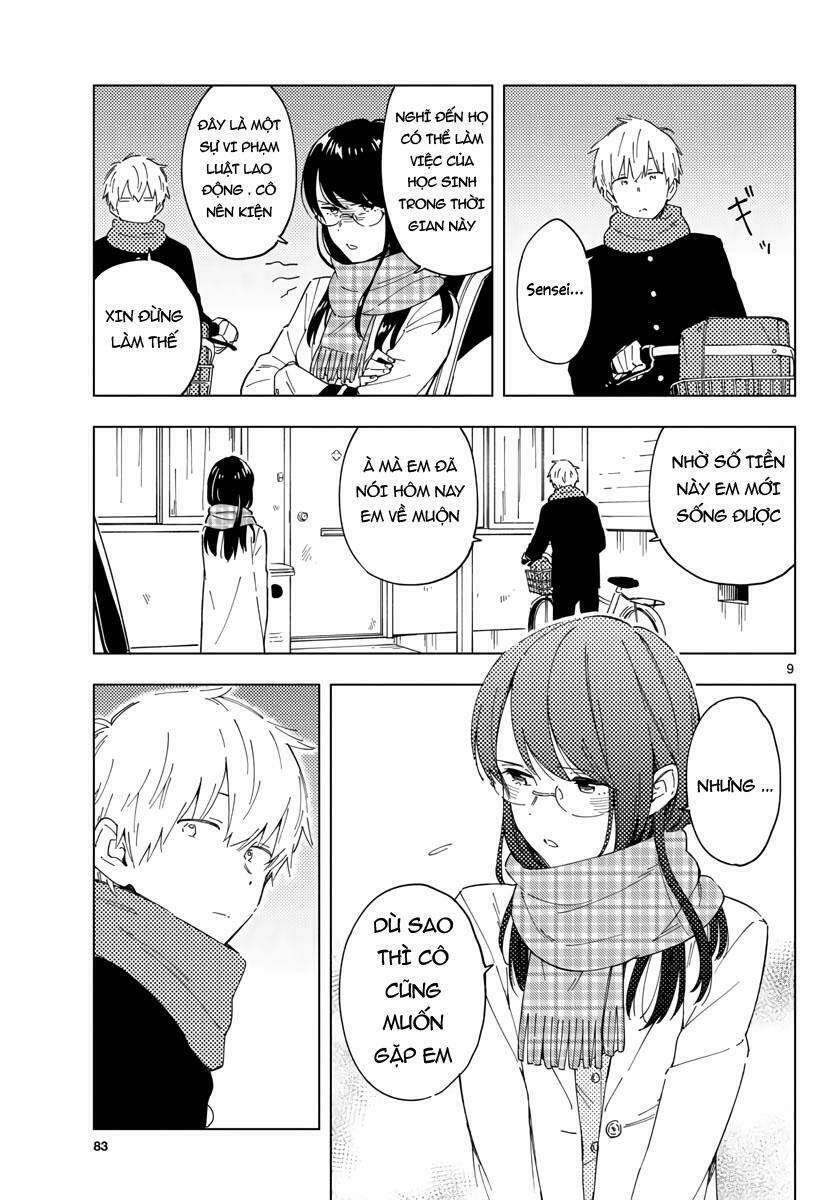 Sensei...
ギッ
NGHĨ ĐẾN HỌ
CÓ THỂ LÀM
VIỆC CỦA
HỌC SINH
TRONG THỜI
GIAN NÀY
ĐÂY LÀ MỘT
SỰ VI PHẠM
LUẬT LAO
ĐỘNG . CÔ
NÊN KIỆN
XIN ĐỪNG
LÀM THẾ
NHỜ SỐ TIỀN
NÀY EM MỚI
SỐNG ĐƯỢC
À MÀ EM ĐÃ
NÓI HÔM NAY
EM VỀ MUỘN
9
NHƯNG ...
DÙ SAO
THÌ CÔ
CŨNG
MUỐN
GẶP EM
83